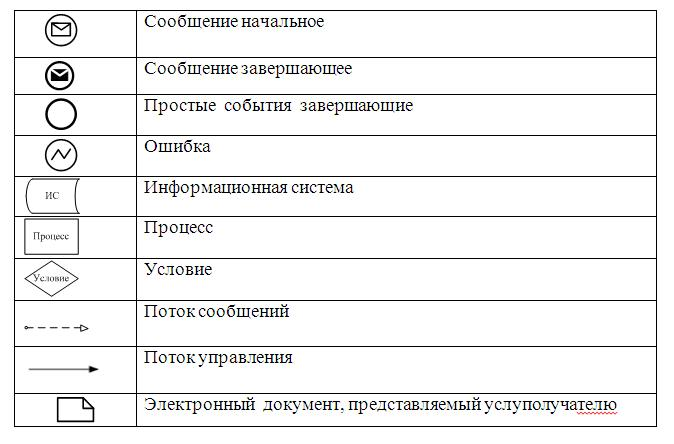 Сообщение начальное
Сообщение завершающее
Простые события завершающие
Ошибка
ИС
Информационная система
Процесс
Процесс
Условие
Условие
Поток сообщений
Поток управления
Электронный документ, представляемый услуполучателю